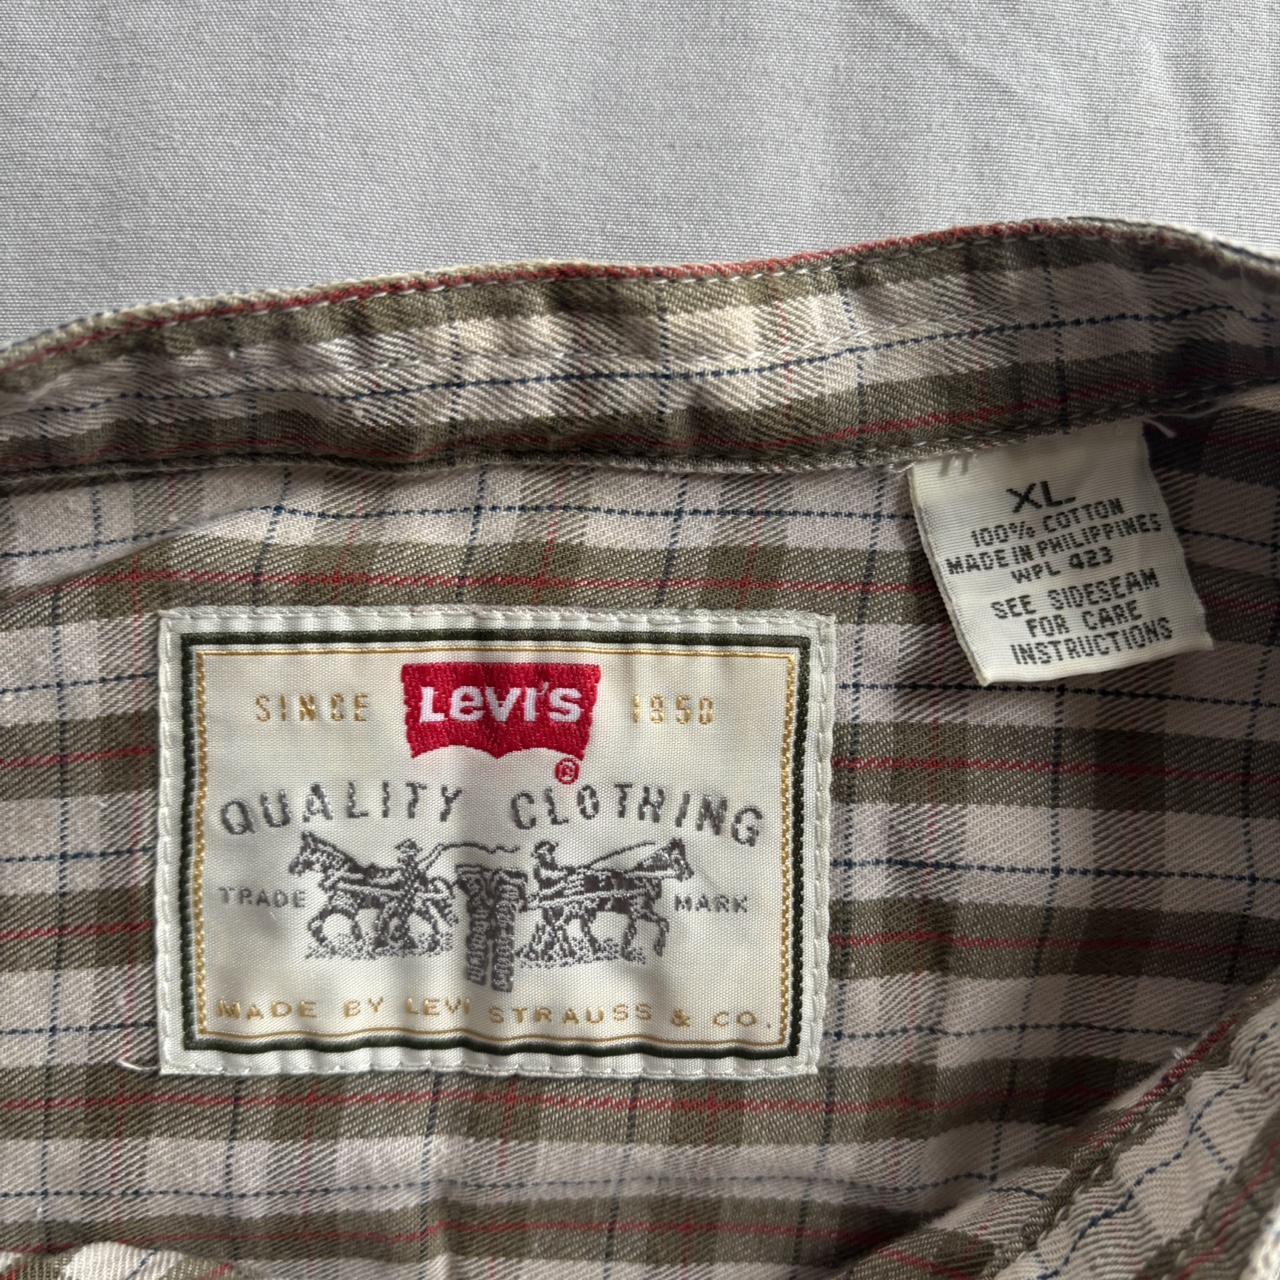 SINCE Levi's 1950
®
QUALITY CLOTHING
TRADE MARK
MADE BY LEVI STRAUSS & CO.
XL
100% COTTON
MADE IN PHILIPPINES
WPL 423
SEE SIDESEAM
FOR CARE
INSTRUCTIONS